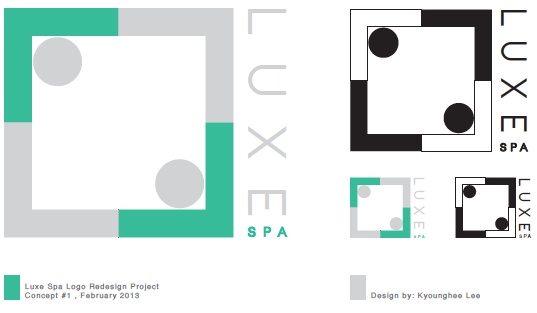 LUXE
SPA
LUXE
SPA
LUXE
SPA
LUXE
SPA
Luxe Spa Logo Redesign Project
Concept #1 , February 2013
Design by: Kyounghee Lee